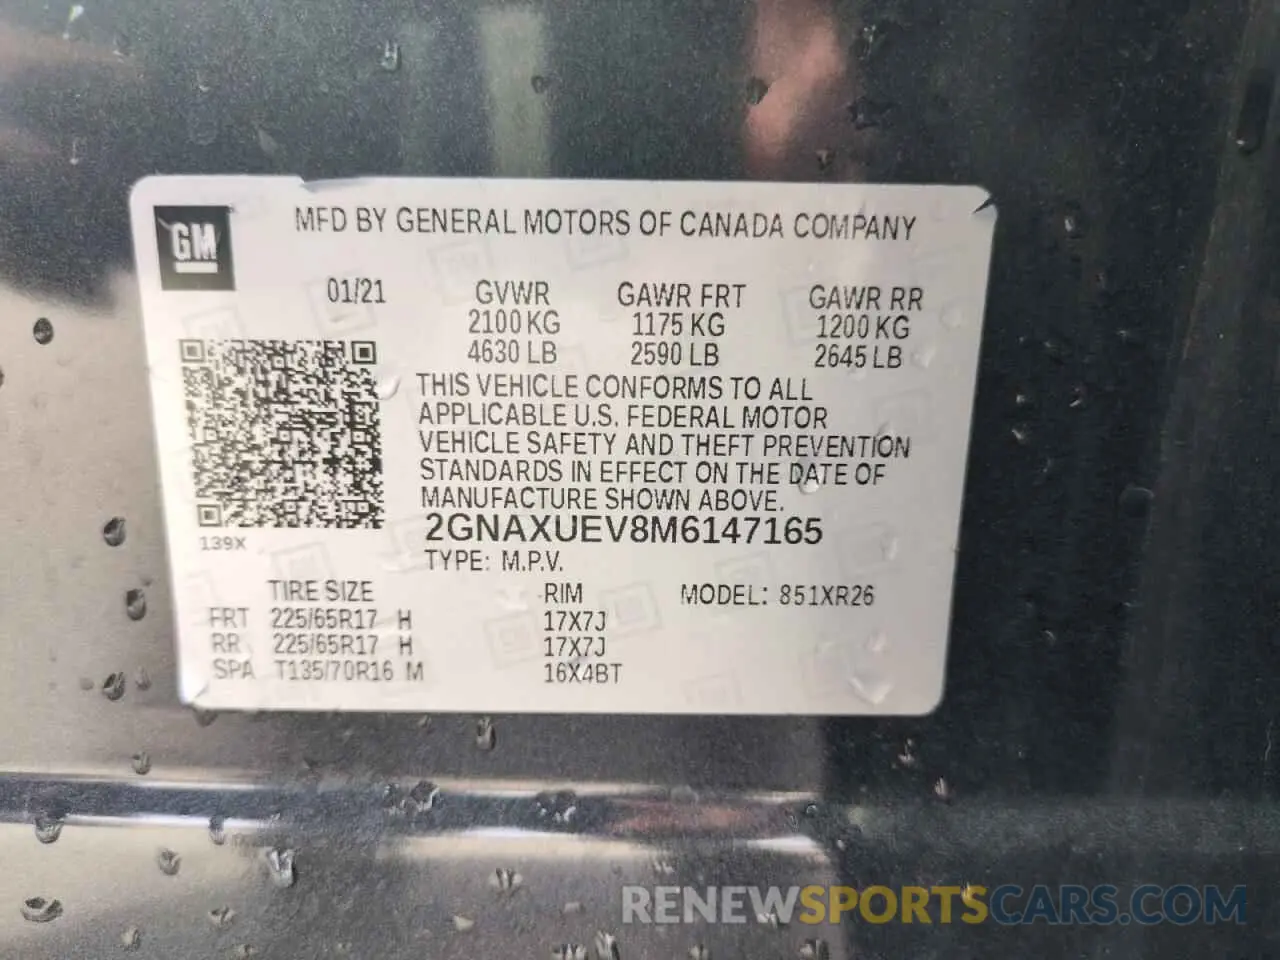 GM
MFD BY GENERAL MOTORS OF CANADA COMPANY
01/21 GVWR GAWR FRT GAWR RR
2100 KG 1175 KG 1200 KG
4630 LB 2590 LB 2645 LB
THIS VEHICLE CONFORMS TO ALL
APPLICABLE U.S. FEDERAL MOTOR
VEHICLE SAFETY AND THEFT PREVENTION
STANDARDS IN EFFECT ON THE DATE OF
MANUFACTURE SHOWN ABOVE.
2GNAXUEV8M6147165
139X
TYPE: M.P.V.
TIRE SIZE RIM MODEL: 851XR26
FRT 225/65R17 H 17X7J
RR 225/65R17 H 17X7J
SPA T135/70R16 M 16X4BT
RENEWSPORTSCARS.COM